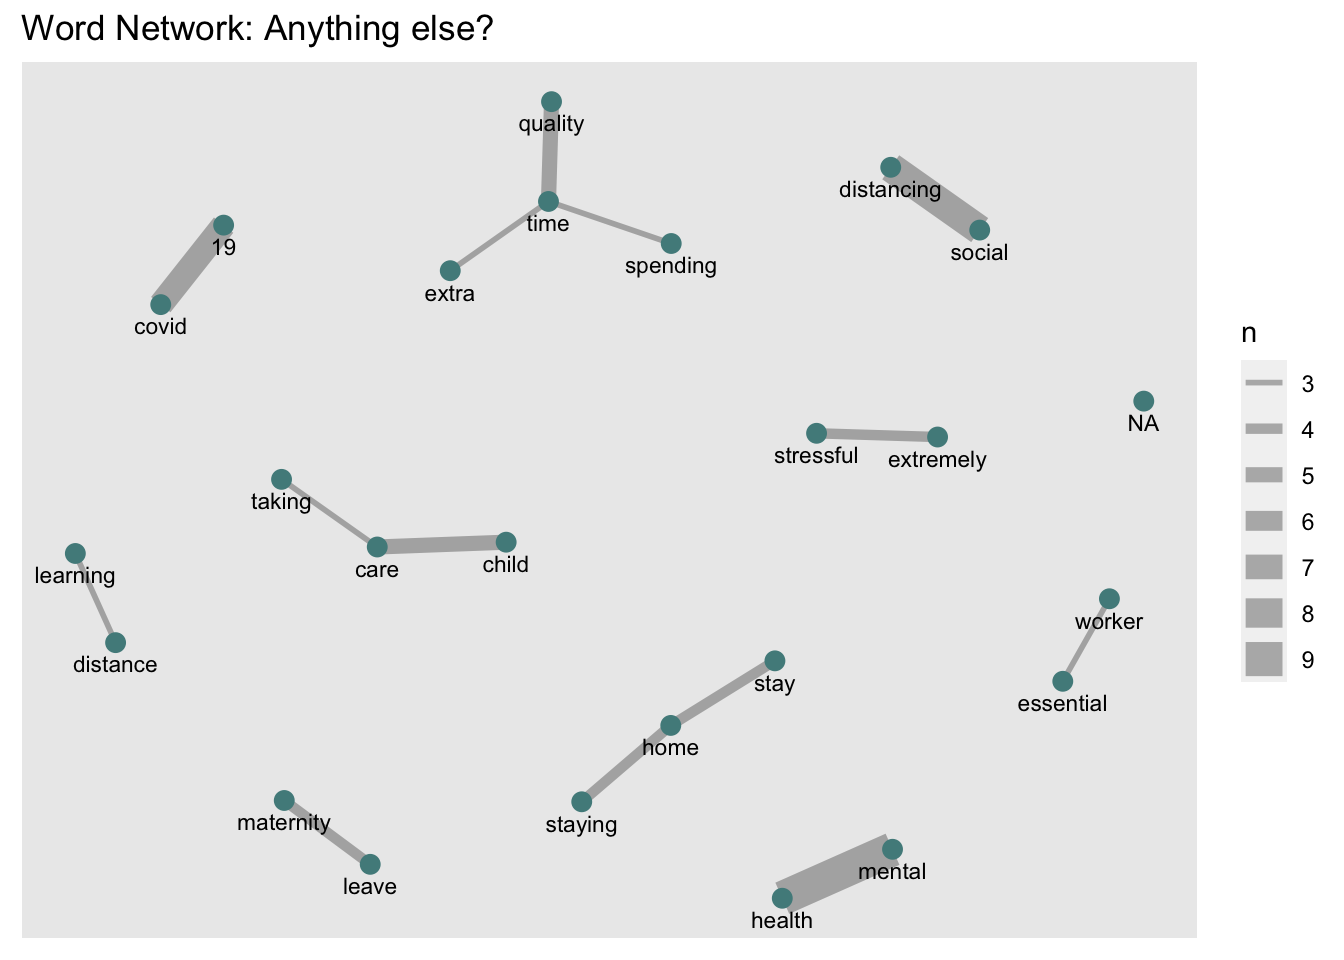 Word Network: Anything else?
quality
distancing
time
19
social
spending
extra
covid
n
3
4
5
6
7
8
9
NA
stressful
extremely
taking
care
child
learning
worker
distance
stay
essential
home
maternity
staying
mental
leave
health